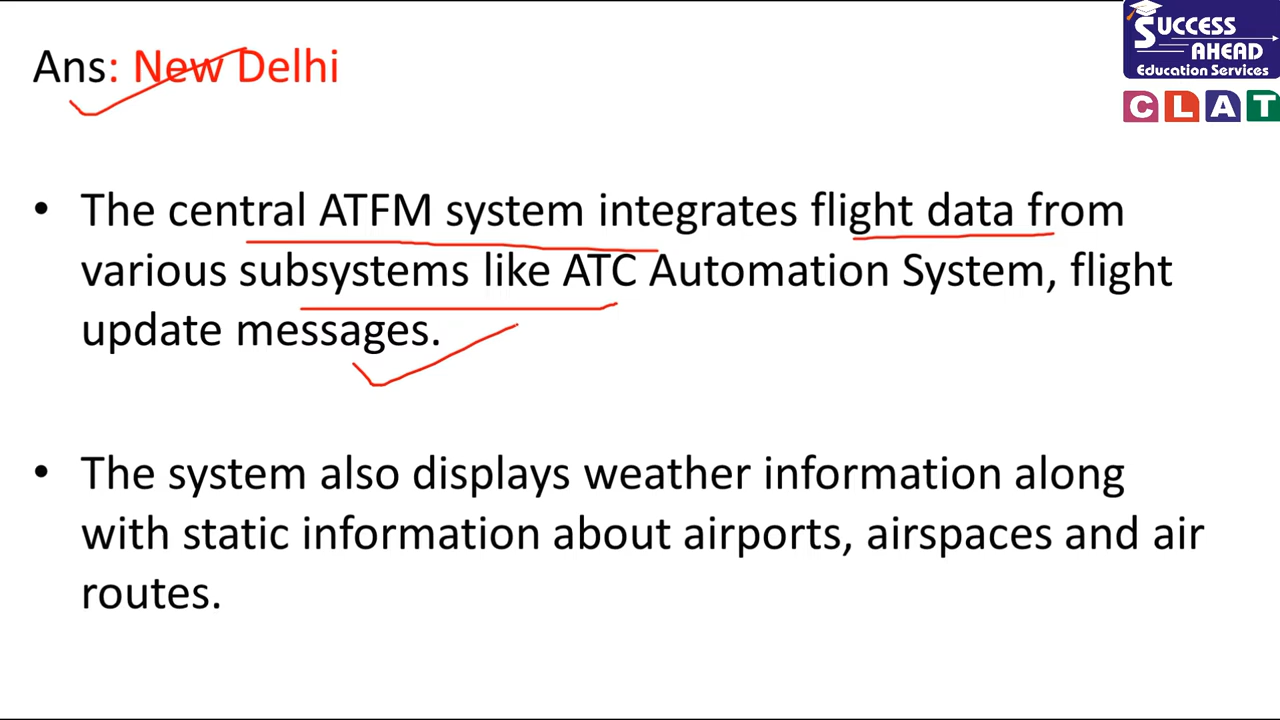 SUCCESS
AHEAD
Education Services
CLAT
Ans: New Delhi
• The central ATFM system integrates flight data from
various subsystems like ATC Automation System, flight
update messages.
• The system also displays weather information along
with static information about airports, airspaces and air
routes.